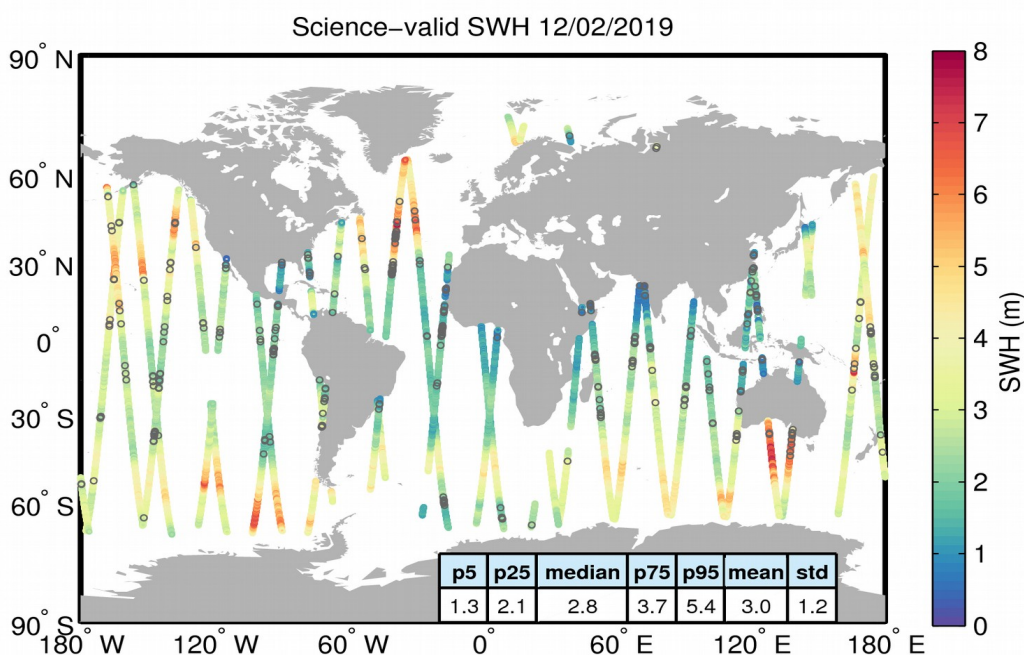 Science−valid SWH 12/02/2019
90° N
60° N
30° N
0°
30° S
60° S
90° S
180° W
120° W
60° W
0°
60° E
120° E
180° E
p5 p25 median p75 p95 mean std
1.3 2.1 2.8 3.7 5.4 3.0 1.2
8
7
6
5
4
3
2
1
0
SWH (m)